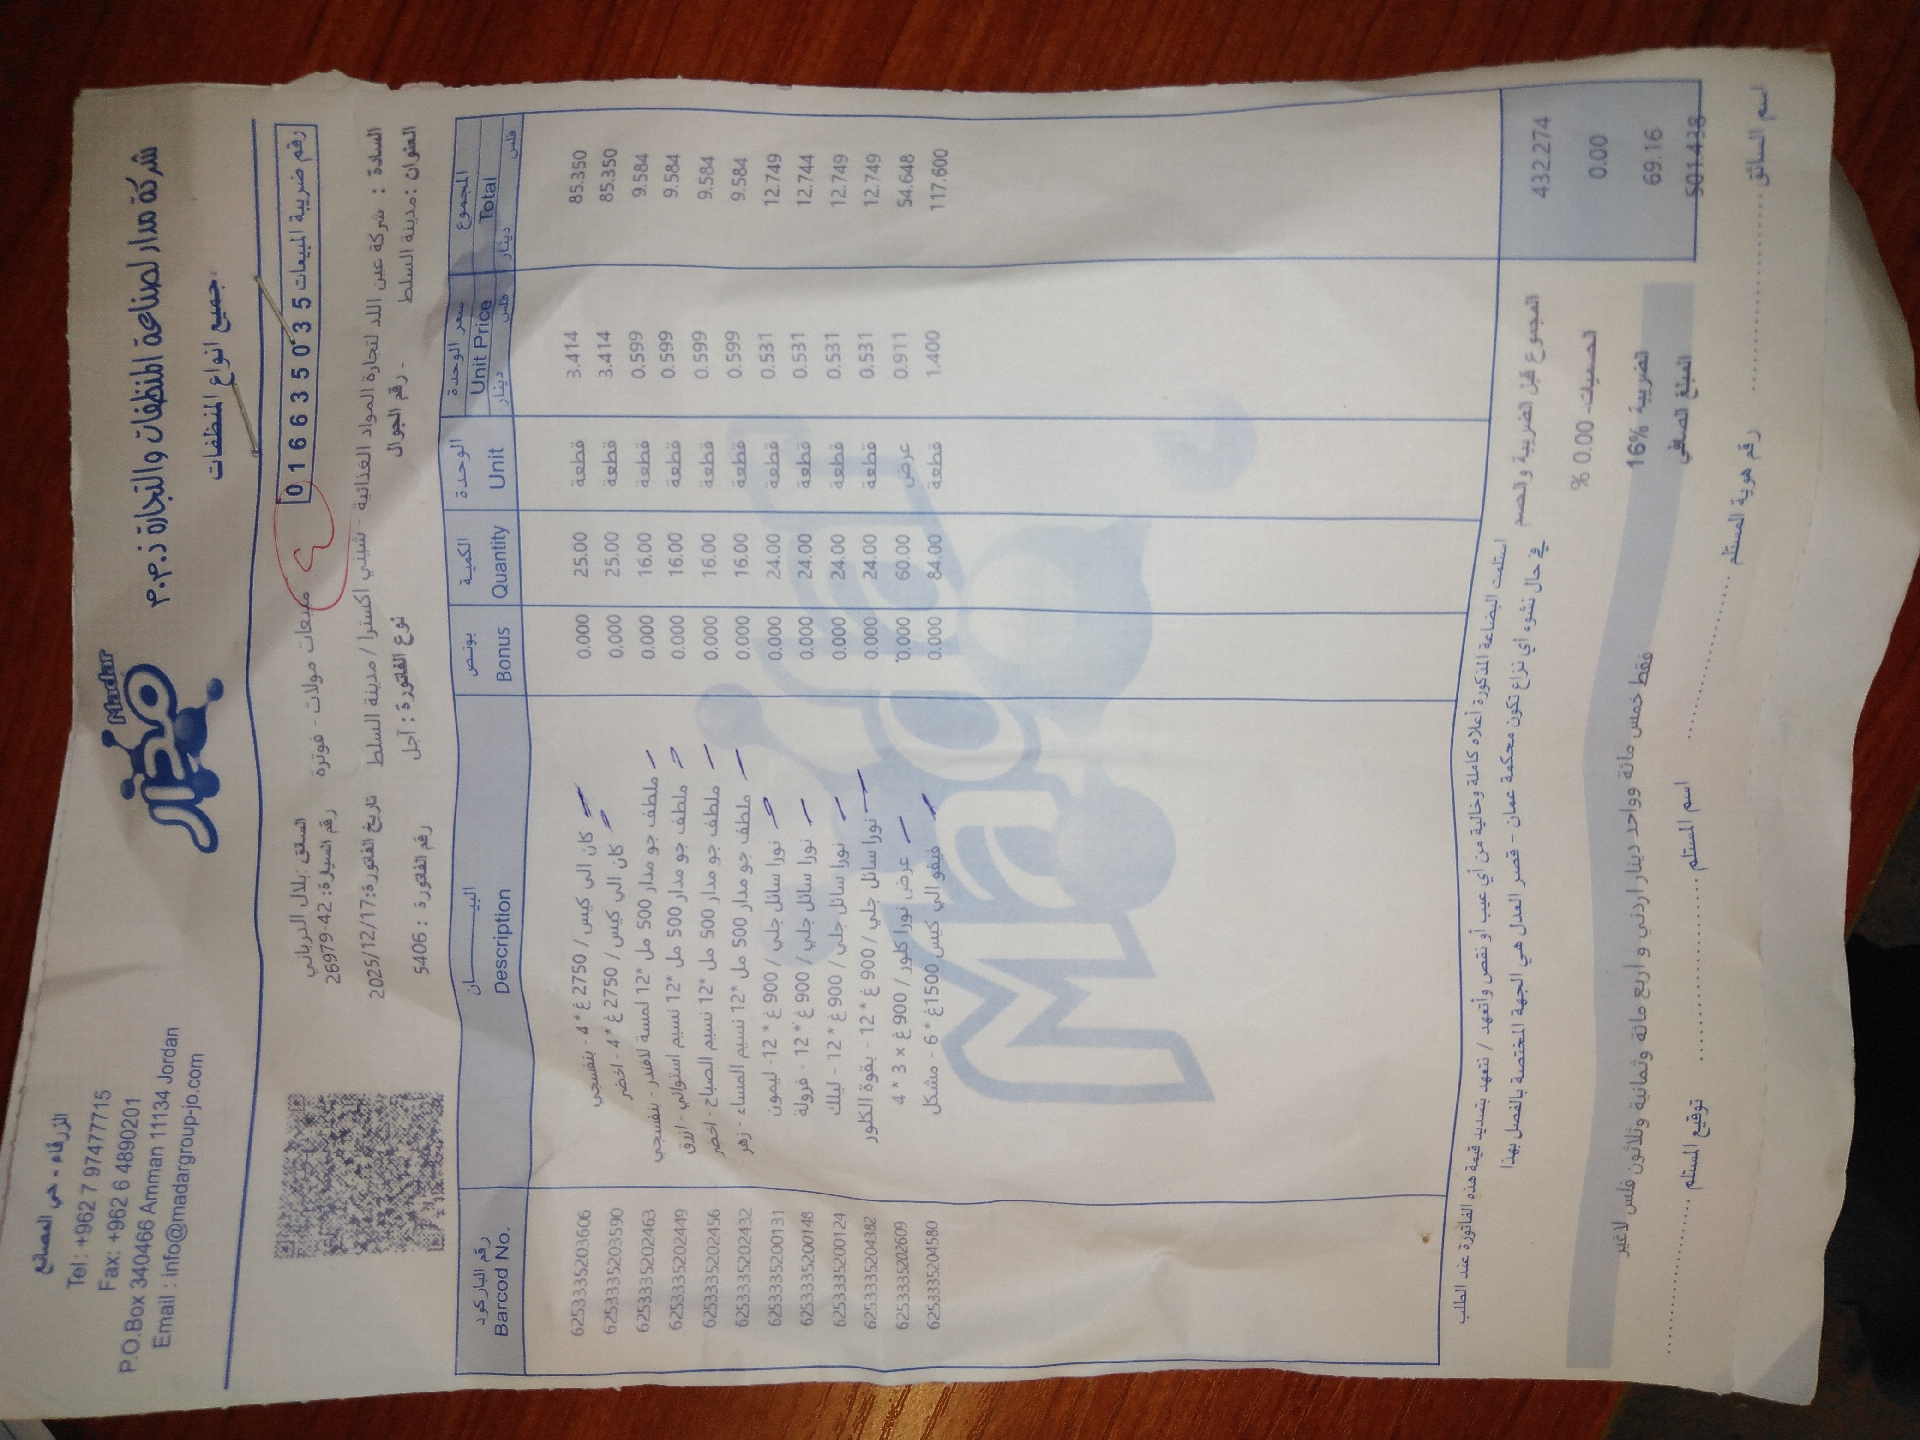 شركة مدار لصناعة المنظفات والتجارة ذ.م.م
جميع انواع المنظفات
Madar
مدار
الزرقاء - حي المصانع
Tel : +962 7 97477715
Fax: +962 6 4890201
P.O.Box 340466 Amman 11134 Jordan
Email : info@madargroup-jo.com
رقم ضريبة المبيعات 0 1 6 6 3 5 0 3 5
مبيعات مولات - فوترة
السائق :بلال الدرباني
رقم السيارة: 42-26979
السادة : شركة عين اللد لتجارة المواد الغذائية - شيني اكسترا / مدينة السلط
تاريخ الفاتورة:2025/12/17
العنوان :مدينة السلط - رقم الجوال
نوع الفاتورة : آجل
رقم الفاتورة : 5406
رقم الباركود البيـــــــان بونـص الكمية الوحدة سعر الوحدة المجموع
Barcod No. Description Bonus Quantity Unit Unit Price Total
دينار فلس دينار فلس
6253335203606 كان الى كيس / 2750 غ * 4 - بنفسجي 0.000 25.00 قطعة 3.414 85.350
6253335203590 كان الى كيس / 2750 غ * 4 - اخضر 0.000 25.00 قطعة 3.414 85.350
6253335202463 ملطف جو مدار 500 مل *12 لمسة لافندر - بنفسجي 0.000 16.00 قطعة 0.599 9.584
6253335202449 ملطف جو مدار 500 مل *12 نسيم استوائي - ازرق 0.000 16.00 قطعة 0.599 9.584
6253335202456 ملطف جو مدار 500 مل *12 نسيم الصباح - اخضر 0.000 16.00 قطعة 0.599 9.584
6253335202432 ملطف جو مدار 500 مل *12 نسيم المساء - زهر 0.000 16.00 قطعة 0.599 9.584
6253335200131 نورا سائل جلي / 900 غ * 12- ليمون 0.000 24.00 قطعة 0.531 12.749
6253335200148 نورا سائل جلي / 900 غ * 12 - فرولة 0.000 24.00 قطعة 0.531 12.744
6253335200124 نورا سائل جلي / 900 غ * 12 - ليلك 0.000 24.00 قطعة 0.531 12.749
6253335204382 نورا سائل جلي / 900 غ * 12 - بقوة الكلور 0.000 24.00 قطعة 0.531 12.749
6253335202609 عرض نورا كلور / 900 غ × 3 * 4 0.000 60.00 عرض 0.911 54.648
6253335204580 فيفو الي كيس 1500غ * 6 - مشكل 0.000 84.00 قطعة 1.400 117.600
استلمت البضاعة المذكورة أعلاه كاملة وخالية من أي عيب أو نقص وأتعهد / نتعهد بتسديد قيمة هذه الفاتورة عند الطلب
في حال نشوء أي نزاع تكون محكمة عمان - قصر العدل هي الجهة المختصة بالفصل بهذا
المجموع قبل الضريبة والخصم 432.274
الخصميات- 0.00 % 0.00
الضريبة 16% 69.16
المبلغ الصافي 501.438
فقط خمس مائة وواحد دينار اردني و اربع مائة وثمانية وثلاثون فلس لاغير
اسم السائق رقم هوية المستلم اسم المستلم توقيع المستلم